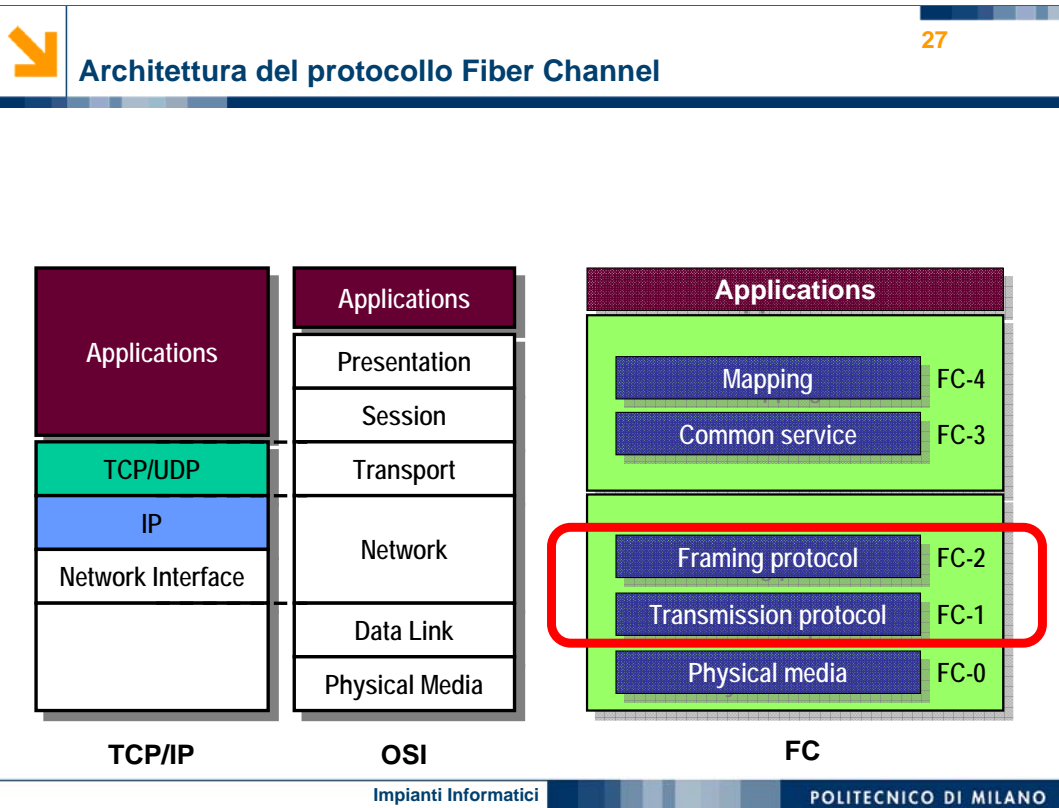 27
Architettura del protocollo Fiber Channel
Applications
TCP/UDP
IP
Network Interface
TCP/IP
Applications
Presentation
Session
Transport
Network
Data Link
Physical Media
OSI
Applications
Mapping FC-4
Common service FC-3
Framing protocol FC-2
Transmission protocol FC-1
Physical media FC-0
FC
Impianti Informatici
POLITECNICO DI MILANO